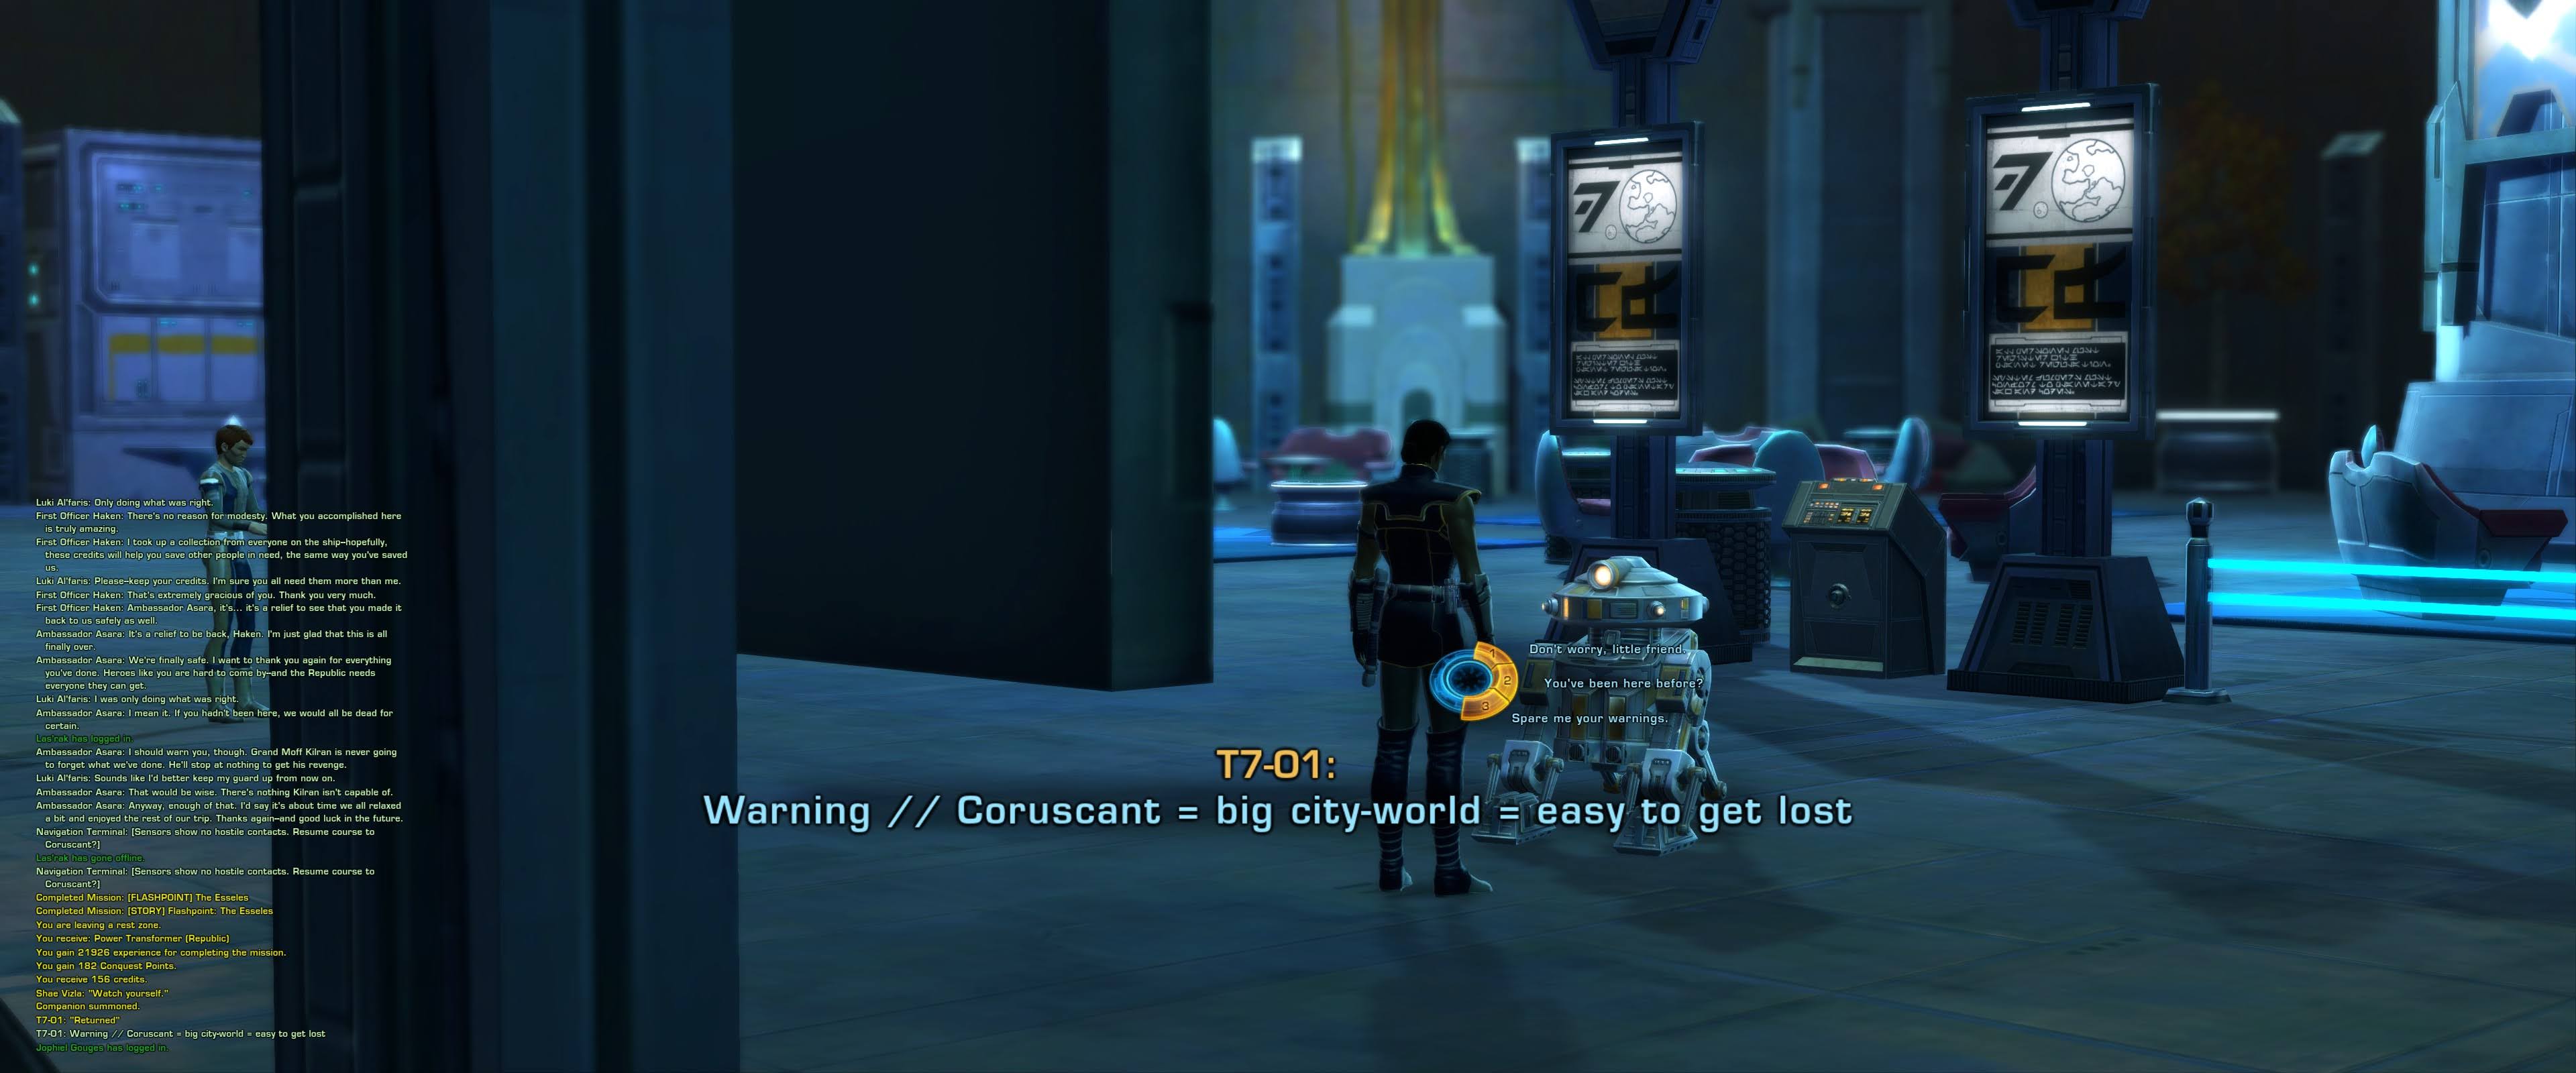 Luki Al'faris: Only doing what was right.
First Officer Haken: There's no reason for modesty. What you accomplished here
is truly amazing.
First Officer Haken: I took up a collection from everyone on the ship—hopefully,
these credits will help you save other people in need, the same way you've saved
us.
Luki Al'faris: Please—keep your credits. I'm sure you all need them more than me.
First Officer Haken: That's extremely gracious of you. Thank you very much.
First Officer Haken: Ambassador Asara, it's... it's a relief to see that you made it
back to us safely as well.
Ambassador Asara: It's a relief to be back, Haken. I'm just glad that this is all
finally over.
Ambassador Asara: We're finally safe. I want to thank you again for everything
you've done. Heroes like you are hard to come by—and the Republic needs
everyone they can get.
Luki Al'faris: I was only doing what was right.
Ambassador Asara: I mean it. If you hadn't been here, we would all be dead for
certain.
Las'rak has logged in.
Ambassador Asara: I should warn you, though. Grand Moff Kilran is never going
to forget what we've done. He'll stop at nothing to get his revenge.
Luki Al'faris: Sounds like I'd better keep my guard up from now on.
Ambassador Asara: That would be wise. There's nothing Kilran isn't capable of.
Ambassador Asara: Anyway, enough of that. I'd say it's about time we all relaxed
a bit and enjoyed the rest of our trip. Thanks again—and good luck in the future.
Navigation Terminal: [Sensors show no hostile contacts. Resume course to
Coruscant?]
Las'rak has gone offline.
Navigation Terminal: [Sensors show no hostile contacts. Resume course to
Coruscant?]
Completed Mission: [FLASHPOINT] The Esseles
Completed Mission: [STORY] Flashpoint: The Esseles
You are leaving a rest zone.
You receive: Power Transformer (Republic)
You gain 21926 experience for completing the mission.
You gain 182 Conquest Points.
You receive 156 credits.
Shae Vizla: "Watch yourself."
Companion summoned.
T7-01: "Returned"
T7-01: Warning // Coruscant = big city-world = easy to get lost
Jophiel Gouges has logged in.
1 Don't worry, little friend.
2 You've been here before?
3 Spare me your warnings.
T7-01:
Warning // Coruscant = big city-world = easy to get lost